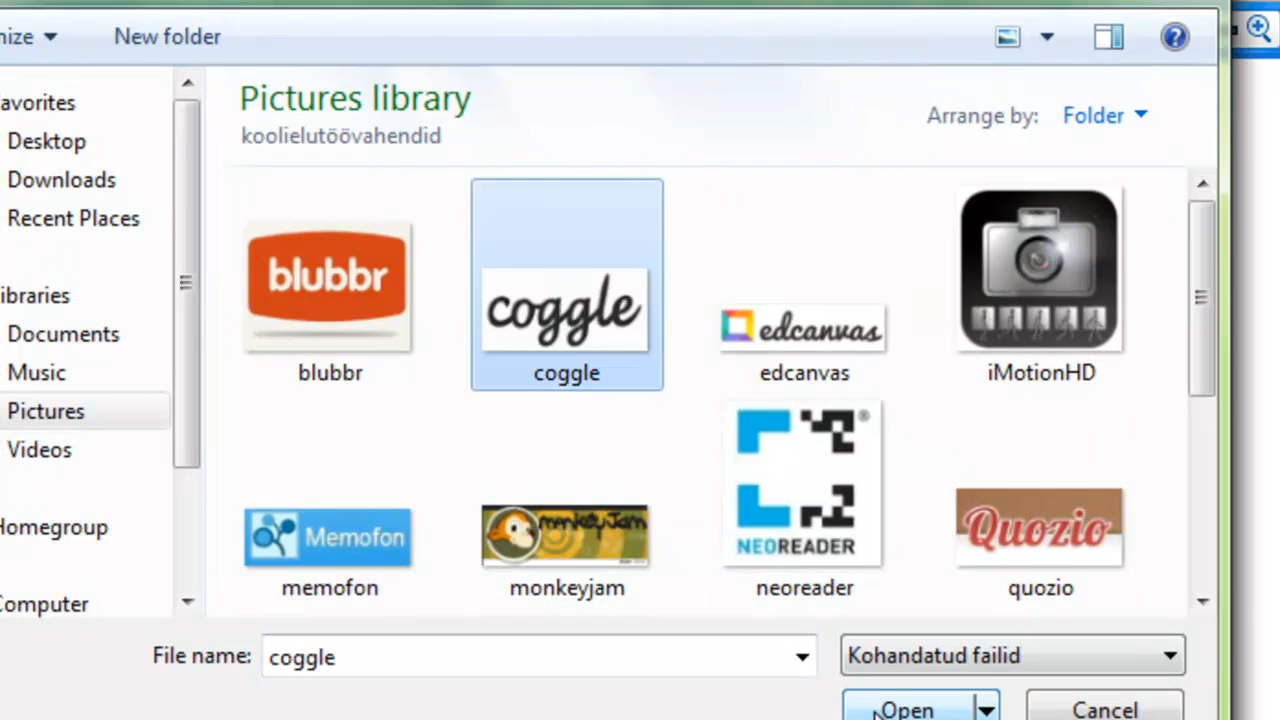 nize New folder
avorites
Desktop
Downloads
Recent Places
ibraries
Documents
Music
Pictures
Videos
Homegroup
Computer
Pictures library
koolielutöövahendid
Arrange by: Folder
blubbr
coggle
edcanvas
blubbr coggle edcanvas iMotionHD
Memofon
monkeyJam
NEOREADER
®
Quozio
memofon monkeyjam neoreader quozio
File name: coggle Kohandatud failid
Open Cancel